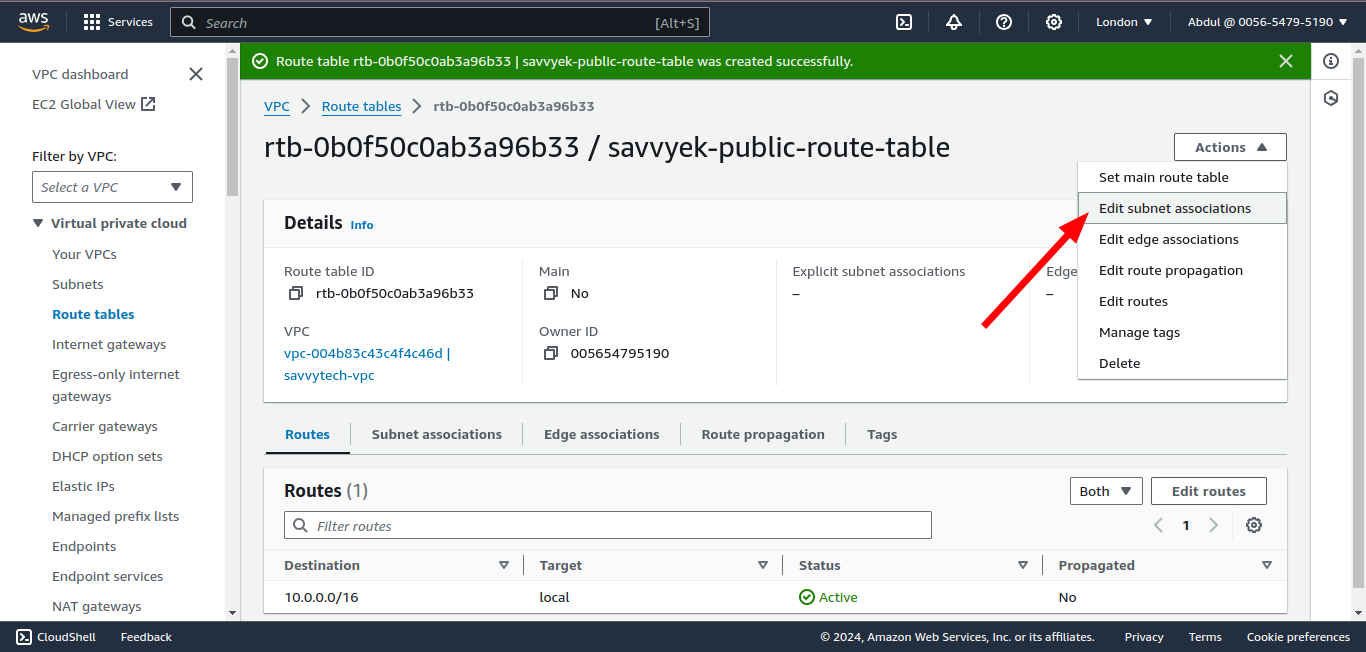 aws
Services
Search
[Alt+S]
London
Abdul @ 0056-5479-5190
VPC dashboard
EC2 Global View
Filter by VPC:
Select a VPC
Virtual private cloud
Your VPCs
Subnets
Route tables
Internet gateways
Egress-only internet
gateways
Carrier gateways
DHCP option sets
Elastic IPs
Managed prefix lists
Endpoints
Endpoint services
NAT gateways
Route table rtb-0b0f50c0ab3a96b33 | savvyek-public-route-table was created successfully.
VPC
Route tables
rtb-0b0f50c0ab3a96b33
rtb-0b0f50c0ab3a96b33 / savvyek-public-route-table
Actions
Set main route table
Edit subnet associations
Edit edge associations
Edit route propagation
Edit routes
Manage tags
Delete
Details Info
Route table ID
rtb-0b0f50c0ab3a96b33
Main
No
Explicit subnet associations
–
Edge
–
VPC
vpc-004b83c43c4f4c46d |
savvytech-vpc
Owner ID
005654795190
Routes
Subnet associations
Edge associations
Route propagation
Tags
Routes (1)
Both
Edit routes
Filter routes
1
Destination
Target
Status
Propagated
10.0.0.0/16
local
Active
No
CloudShell
Feedback
© 2024, Amazon Web Services, Inc. or its affiliates.
Privacy
Terms
Cookie preferences